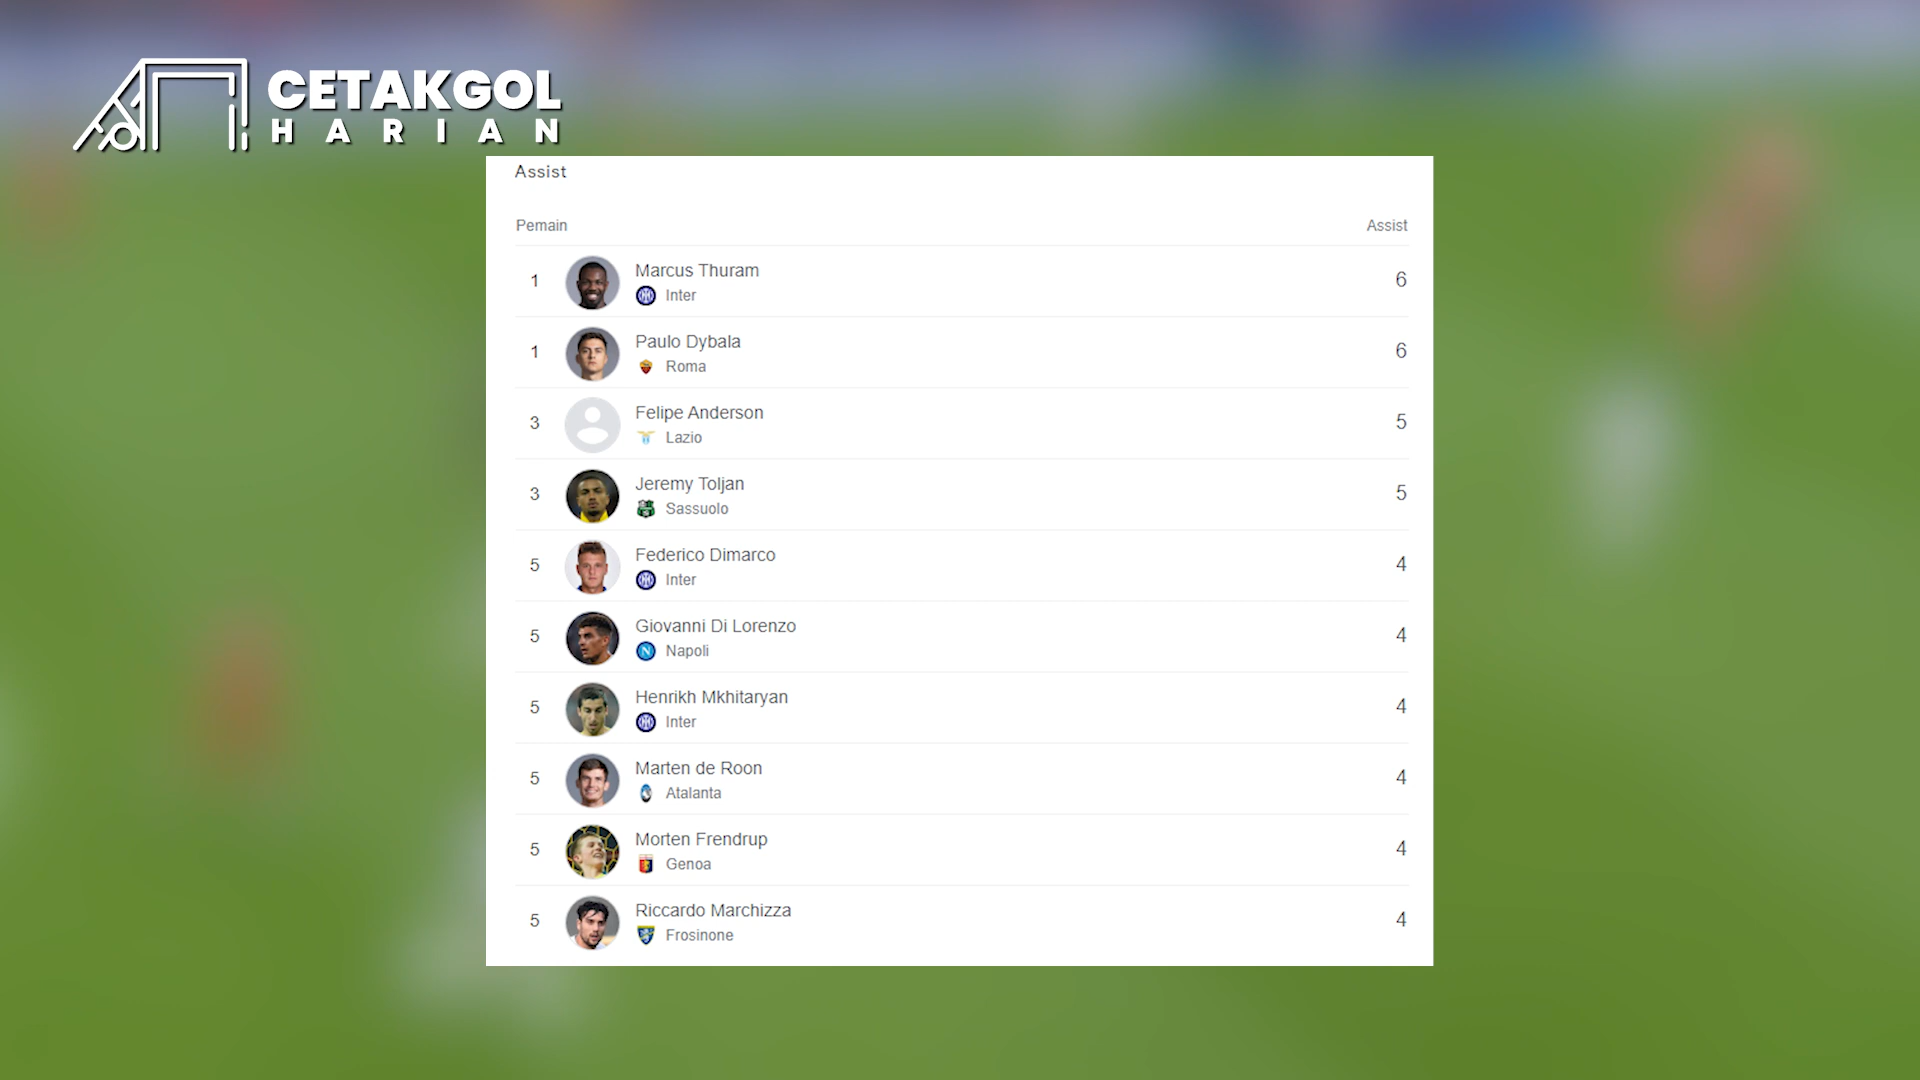 CETAKGOL
HARIAN
Assist
Pemain Assist
1 Marcus Thuram 6
Inter
1 Paulo Dybala 6
Roma
3 Felipe Anderson 5
Lazio
3 Jeremy Toljan 5
Sassuolo
5 Federico Dimarco 4
Inter
5 Giovanni Di Lorenzo 4
Napoli
5 Henrikh Mkhitaryan 4
Inter
5 Marten de Roon 4
Atalanta
5 Morten Frendrup 4
Genoa
5 Riccardo Marchizza 4
Frosinone